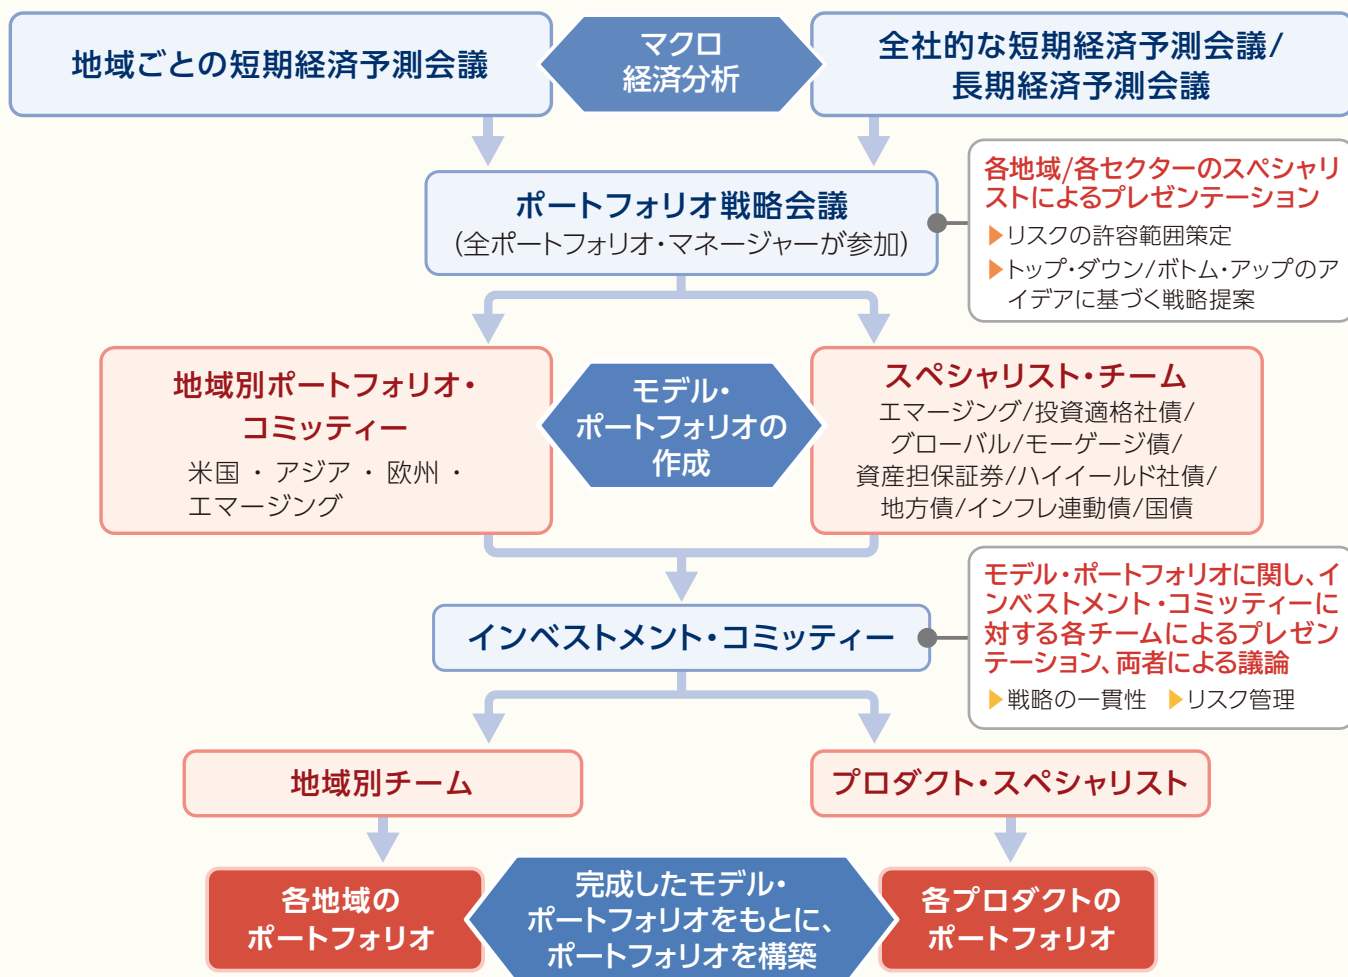 地域ごとの短期経済予測会議
マクロ
経済分析
全社的な短期経済予測会議/
長期経済予測会議
ポートフォリオ戦略会議
(全ポートフォリオ・マネージャーが参加)
各地域/各セクターのスペシャリ
ストによるプレゼンテーション
▶リスクの許容範囲策定
▶トップ・ダウン/ボトム・アップのア
イデアに基づく戦略提案
地域別ポートフォリオ・
コミッティー
米国 ・ アジア ・ 欧州 ・
エマージング
モデル・
ポートフォリオの
作成
スペシャリスト・チーム
エマージング/投資適格社債/
グローバル/モーゲージ債/
資産担保証券/ハイイールド社債/
地方債/インフレ連動債/国債
インベストメント・コミッティー
モデル・ポートフォリオに関し、イ
ンベストメント・コミッティーに
対する各チームによるプレゼン
テーション、両者による議論
▶戦略の一貫性 ▶リスク管理
地域別チーム
プロダクト・スペシャリスト
各地域の
ポートフォリオ
完成したモデル・
ポートフォリオをもとに、
ポートフォリオを構築
各プロダクトの
ポートフォリオ